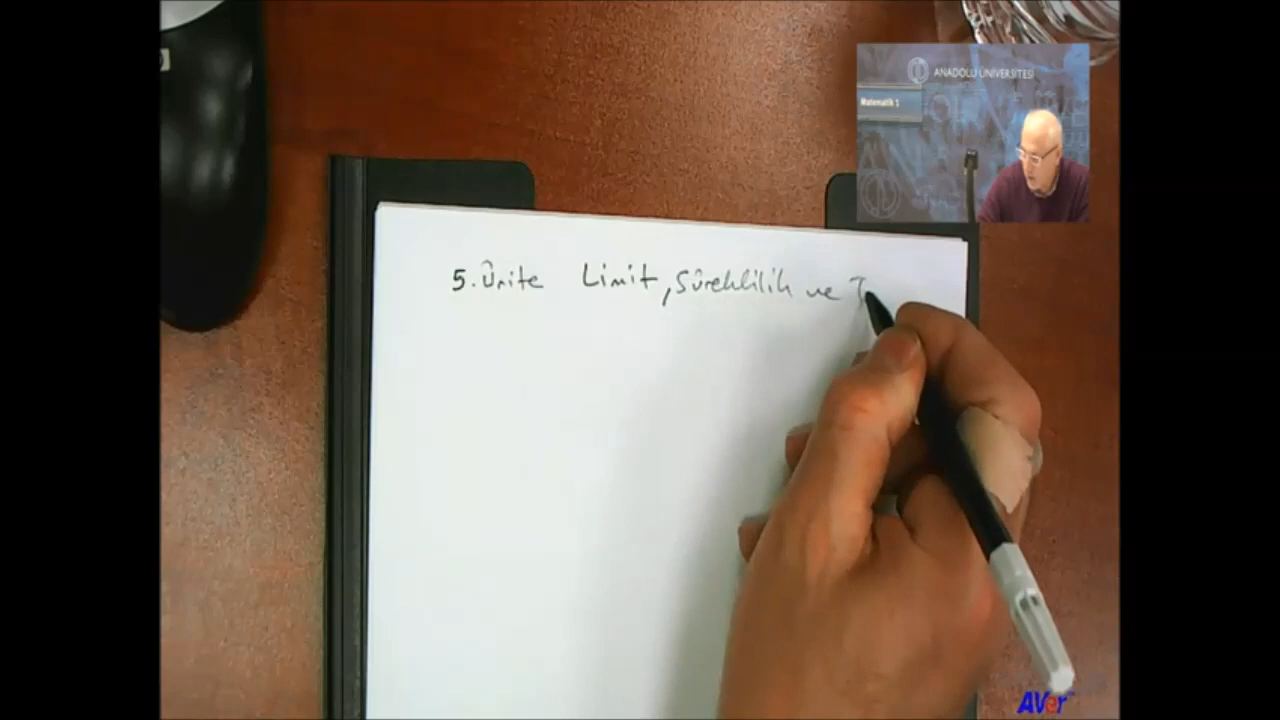 ANADOLU ÜNİVERSİTESİ
Matematik 1
5. Ünite Limit, Süreklilik ve T
AVer